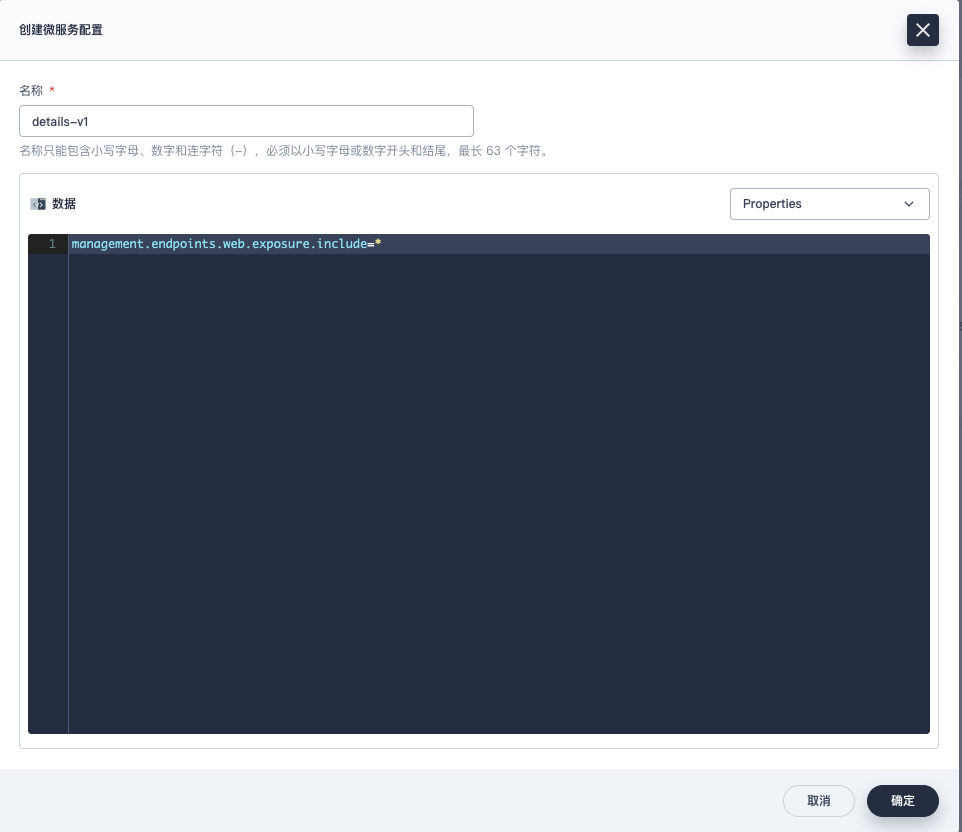 创建微服务配置
名称 *
details-v1
名称只能包含小写字母、数字和连字符（-），必须以小写字母或数字开头和结尾，最长 63 个字符。
数据
Properties
1 management.endpoints.web.exposure.include=*
取消
确定